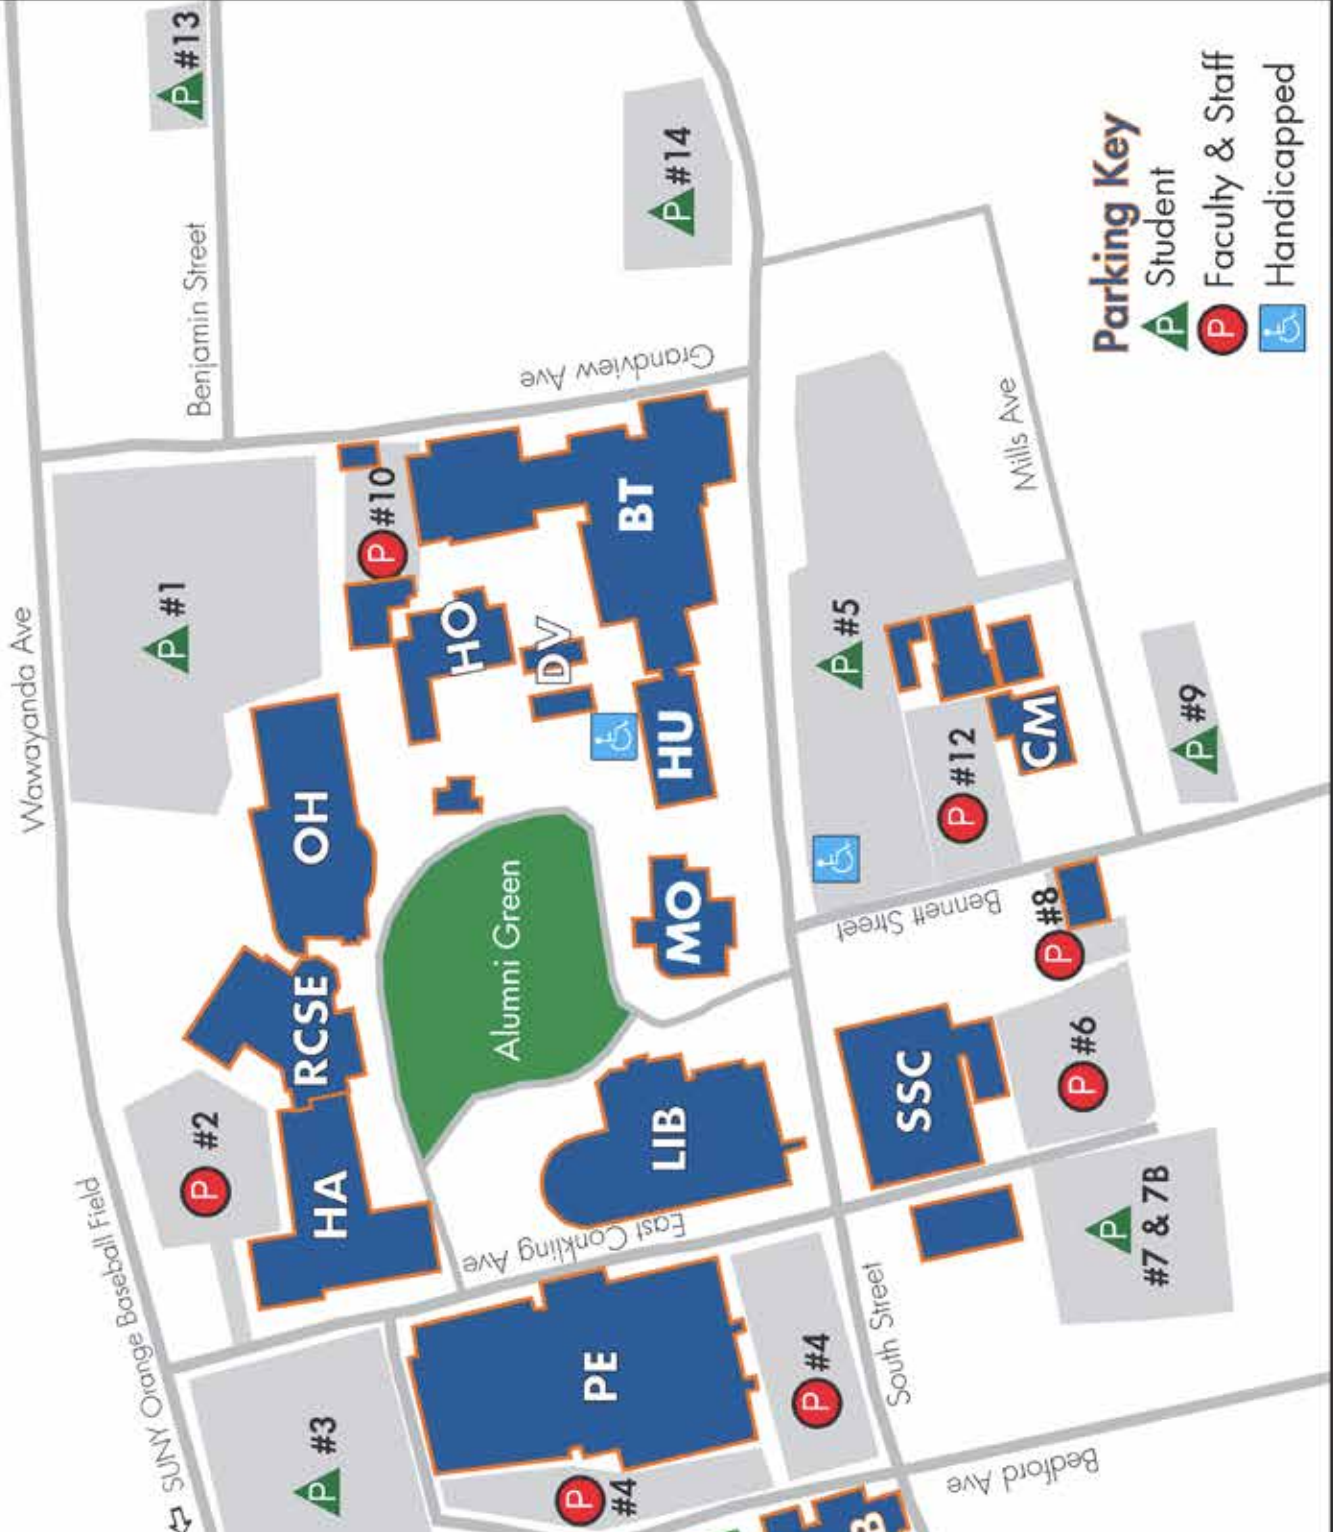 SUNY Orange Baseball Field
Wawayanda Ave
P #3
P #2
P #1
Benjamin Street
P #13
HA
RCSE
OH
P #10
HO
DV
East Conkling Ave
Alumni Green
Grandview Ave
P #4
PE
LIB
MO
HU
BT
P #14
P #4
South Street
P #5
B
SSC
Bennett Street
P #12
Bedford Ave
P #6
P #8
CM
Mills Ave
P
#7 & 7B
P #9
Parking Key
P Student
P Faculty & Staff
Handicapped